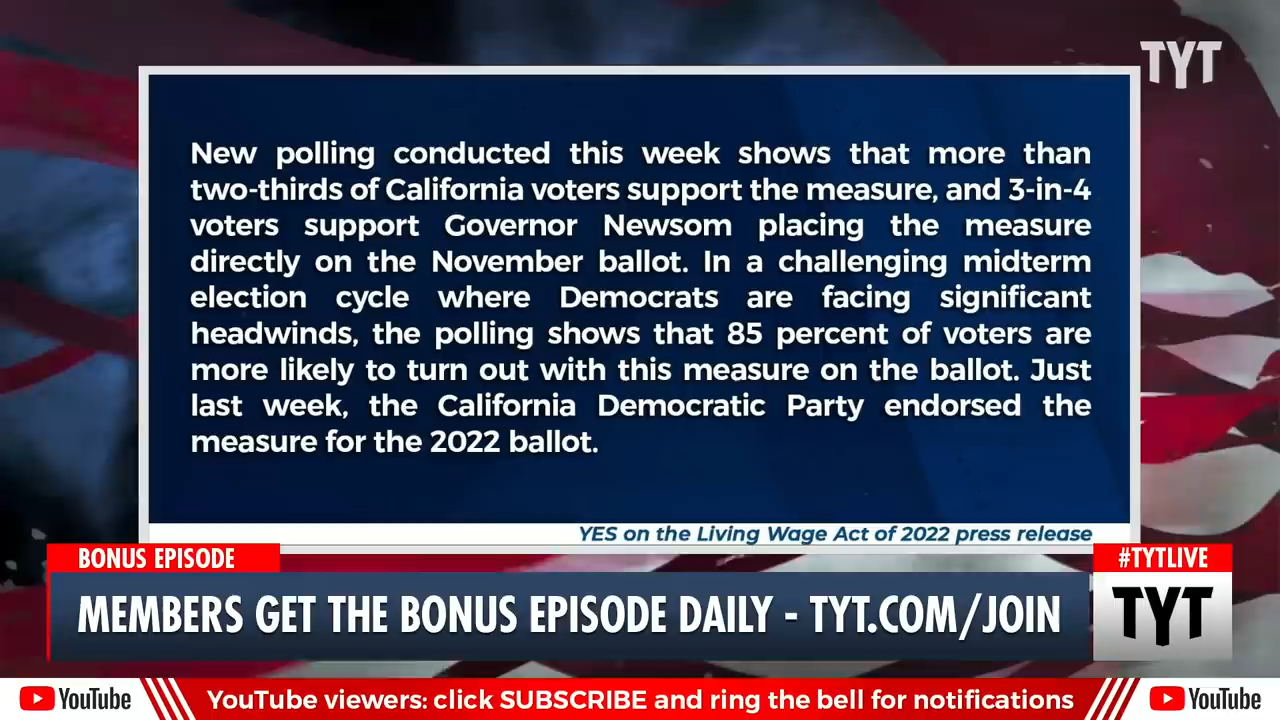 TYT
New polling conducted this week shows that more than
two-thirds of California voters support the measure, and 3-in-4
voters support Governor Newsom placing the measure
directly on the November ballot. In a challenging midterm
election cycle where Democrats are facing significant
headwinds, the polling shows that 85 percent of voters are
more likely to turn out with this measure on the ballot. Just
last week, the California Democratic Party endorsed the
measure for the 2022 ballot.
YES on the Living Wage Act of 2022 press release
BONUS EPISODE
#TYTLIVE
MEMBERS GET THE BONUS EPISODE DAILY - TYT.COM/JOIN
TYT
YouTube
YouTube viewers: click SUBSCRIBE and ring the bell for notifications
YouTube